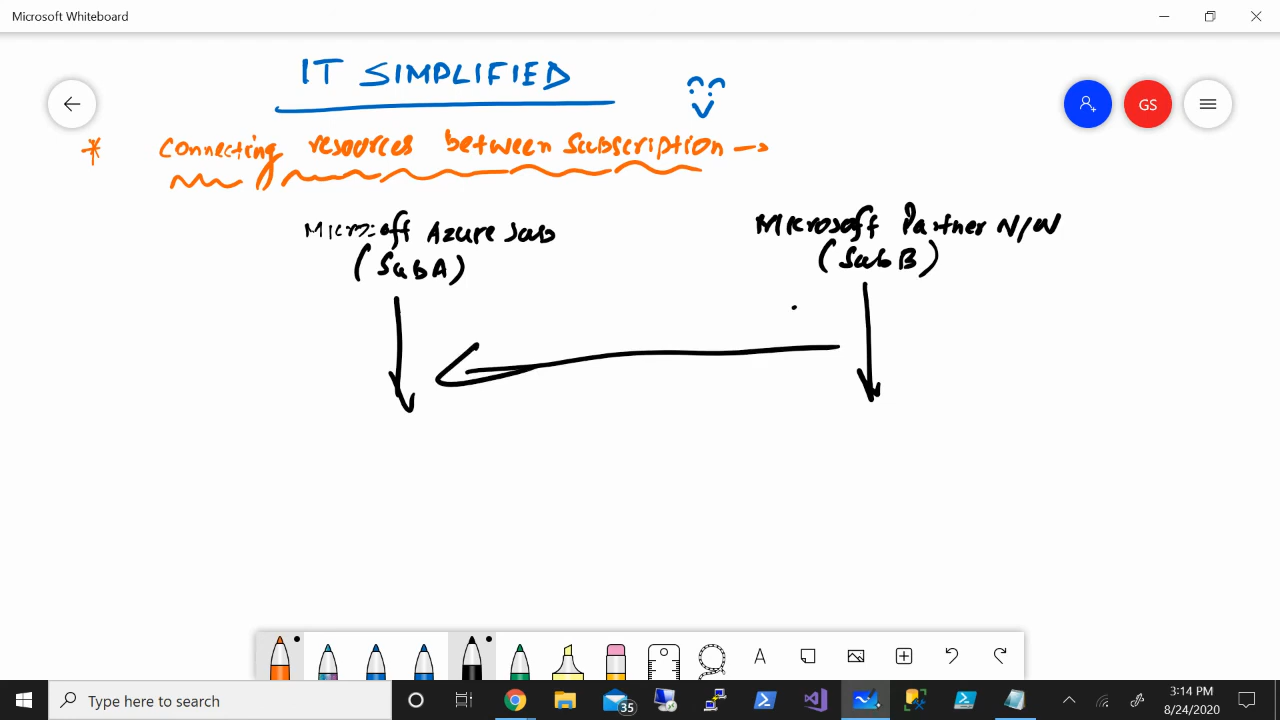 Microsoft Whiteboard
IT SIMPLIFIED
GS
* Connecting resources between Subscription →
Microsoft Azure Sub
(Sub A)
Microsoft Partner N/W
(Sub B)
A
Type here to search
35
3:14 PM
8/24/2020